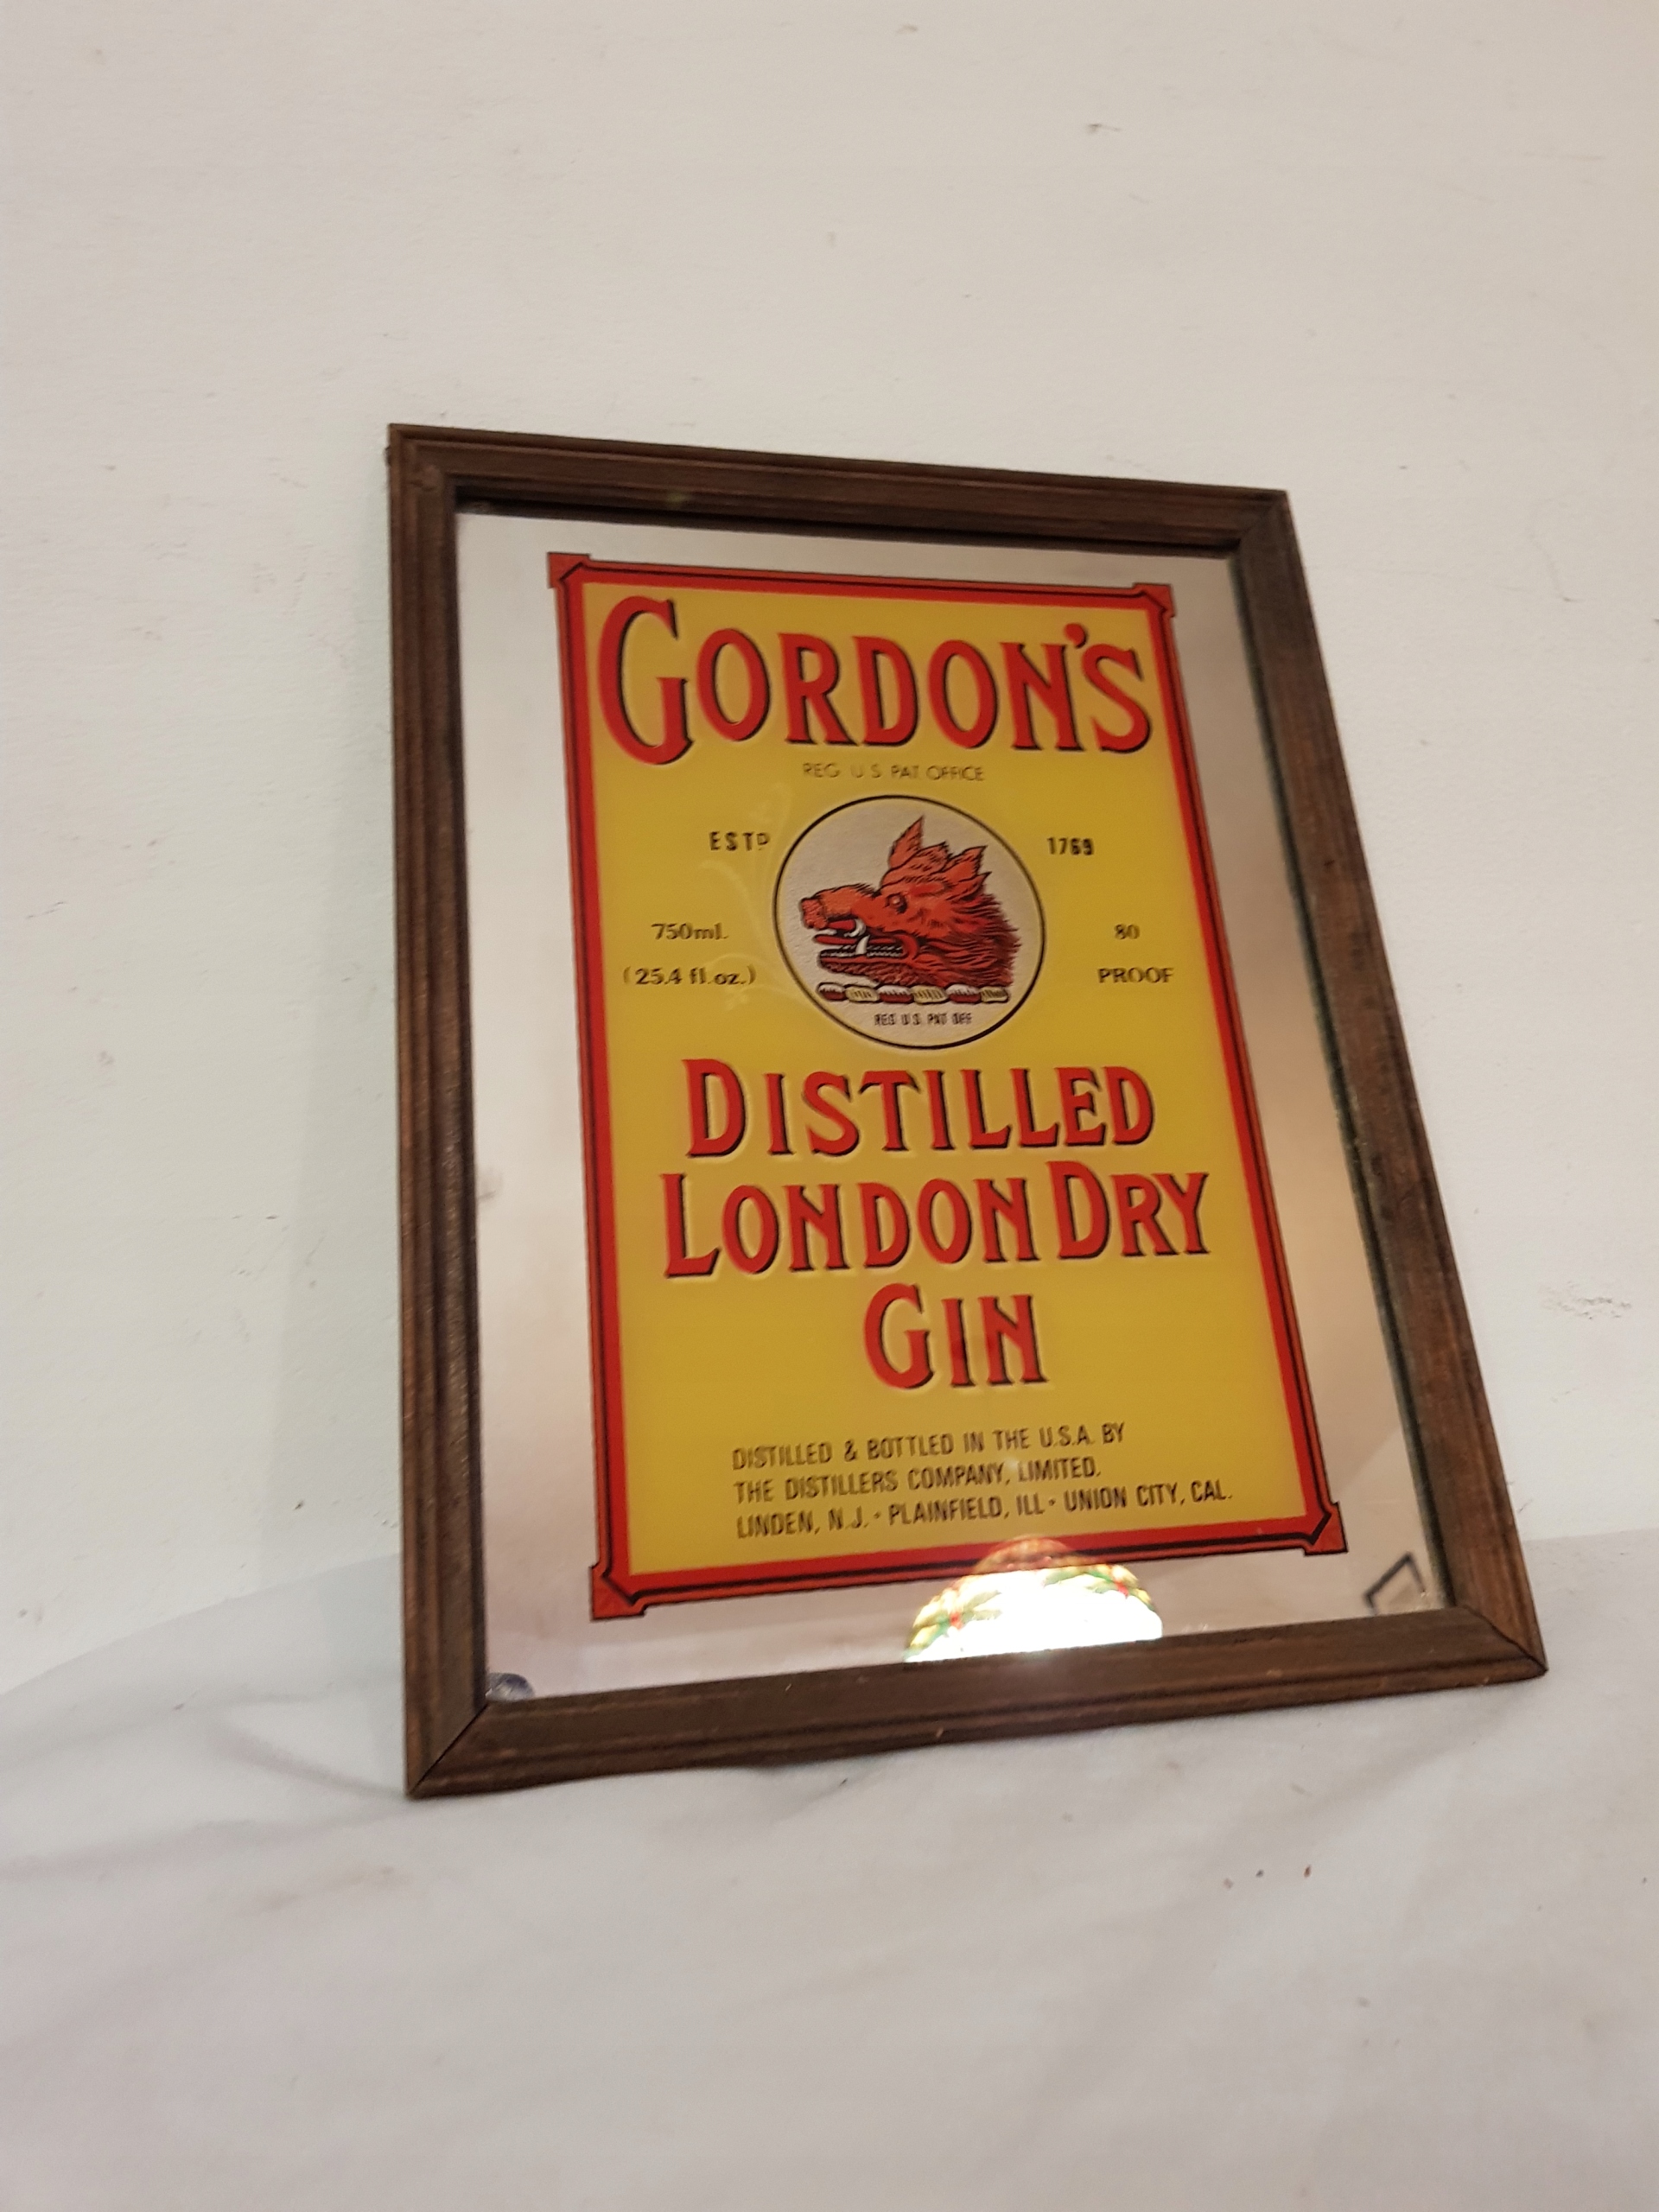 GORDON'S
REG U S PAT OFFICE
ESTD 1769
750ml. 80
(25.4 fl.oz.) PROOF
REG U.S. PAT OFF
DISTILLED
LONDON DRY
GIN
DISTILLED & BOTTLED IN THE U.S.A. BY
THE DISTILLERS COMPANY, LIMITED.
LINDEN, N.J. • PLAINFIELD, ILL • UNION CITY, CAL.